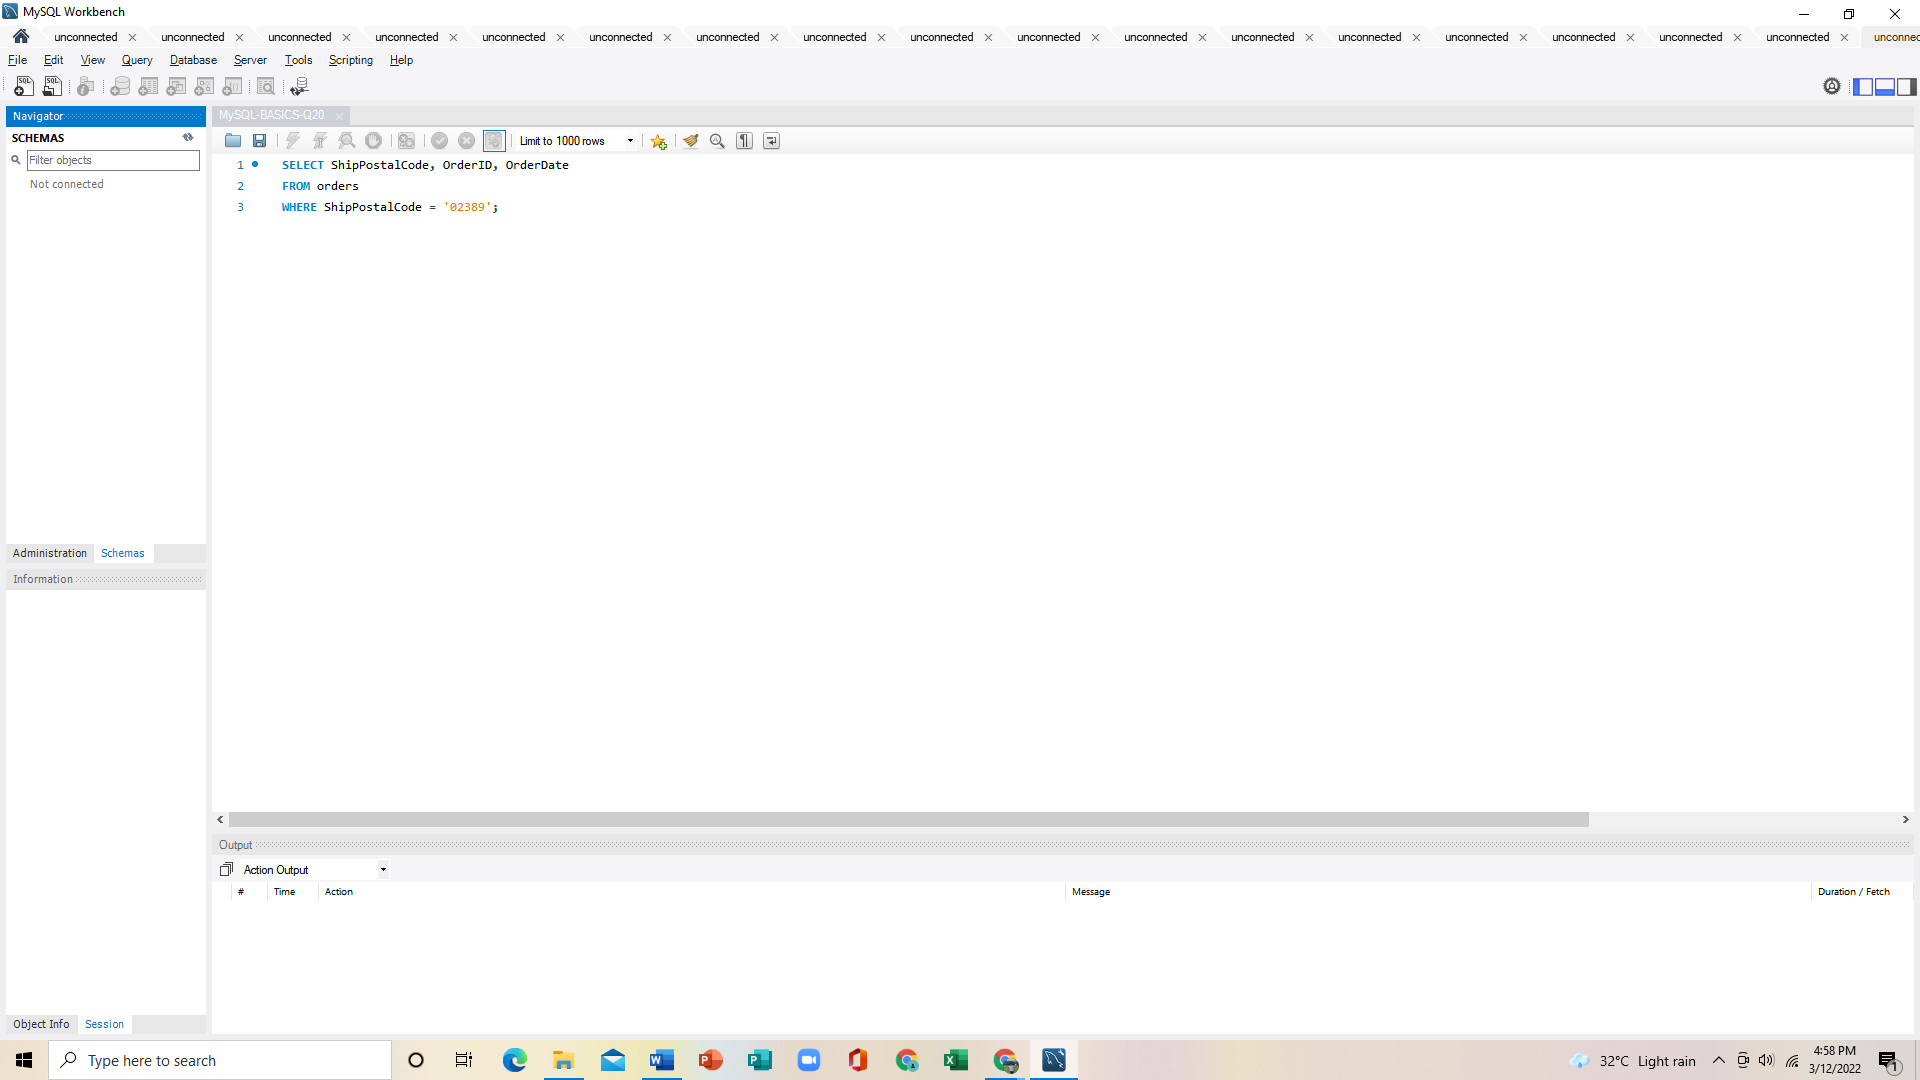 MySQL Workbench
unconnected unconnected unconnected unconnected unconnected unconnected unconnected unconnected unconnected unconnected unconnected unconnected unconnected unconnected unconnected unconnected unconnected unconnec
File Edit View Query Database Server Tools Scripting Help
Navigator
MySQL-BASICS-Q20
SCHEMAS
Limit to 1000 rows
Filter objects
Not connected
1 SELECT ShipPostalCode, OrderID, OrderDate
2 FROM orders
3 WHERE ShipPostalCode = '02389';
Administration Schemas
Information
Output
Action Output
# Time Action Message Duration / Fetch
Object Info Session
Type here to search
32°C Light rain
4:58 PM
3/12/2022
1